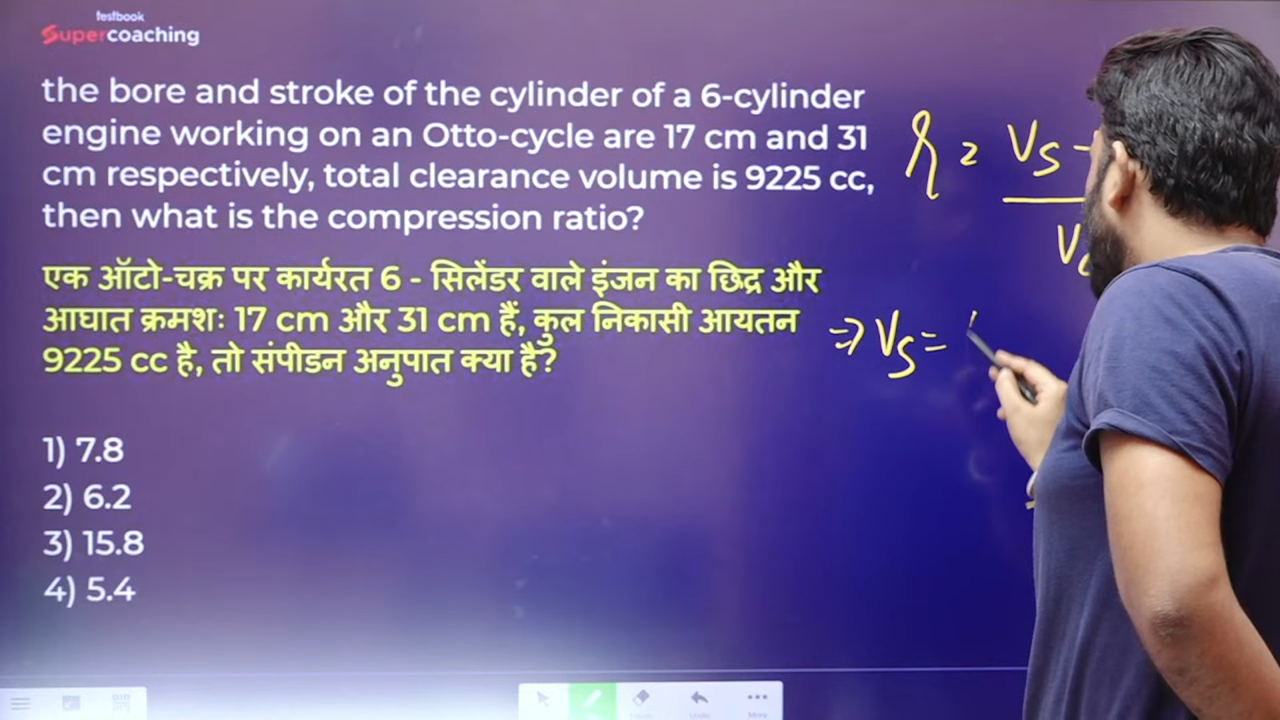 testbook
Supercoaching
the bore and stroke of the cylinder of a 6-cylinder
engine working on an Otto-cycle are 17 cm and 31
cm respectively, total clearance volume is 9225 cc,
then what is the compression ratio?
एक ऑटो-चक्र पर कार्यरत 6 - सिलेंडर वाले इंजन का छिद्र और
आघात क्रमशः 17 cm और 31 cm हैं, कुल निकासी आयतन
9225 cc है, तो संपीडन अनुपात क्या है?
1) 7.8
2) 6.2
3) 15.8
4) 5.4
r = Vs -
Vc
⇒ Vs =
Undo
More